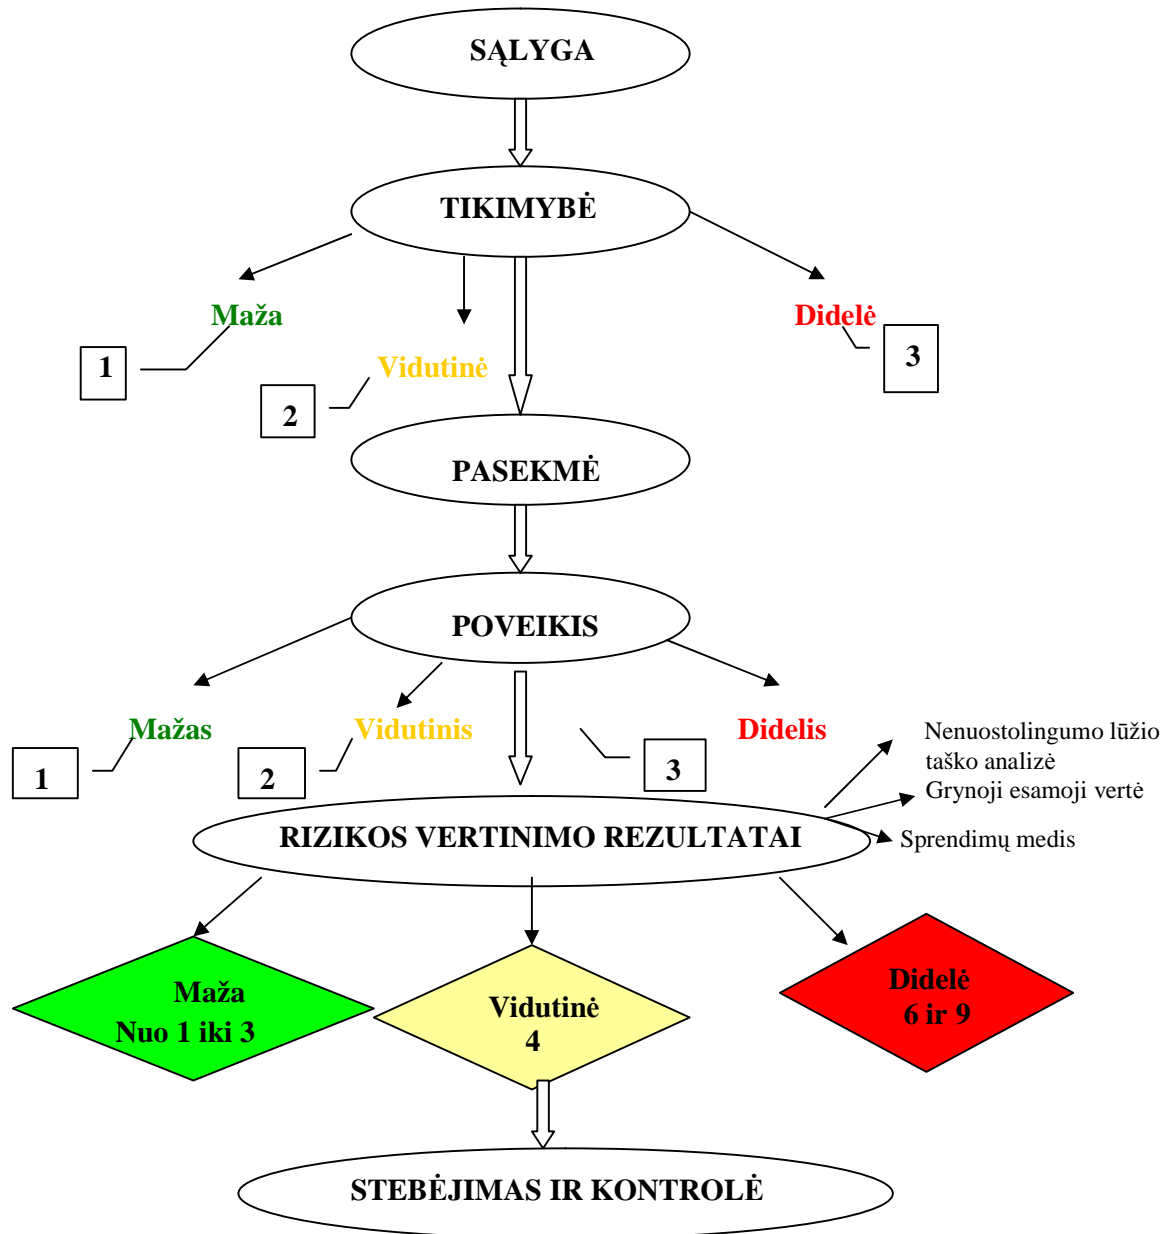 SĄLYGA
TIKIMYBĖ
Maža
Didelė
1
3
Vidutinė
2
PASEKMĖ
POVEIKIS
Mažas
Vidutinis
Didelis
1
2
3
Nenuostolingumo lūžio
taško analizė
Grynoji esamoji vertė
Sprendimų medis
RIZIKOS VERTINIMO REZULTATAI
Maža
Nuo 1 iki 3
Vidutinė
4
Didelė
6 ir 9
STEBĖJIMAS IR KONTROLĖ